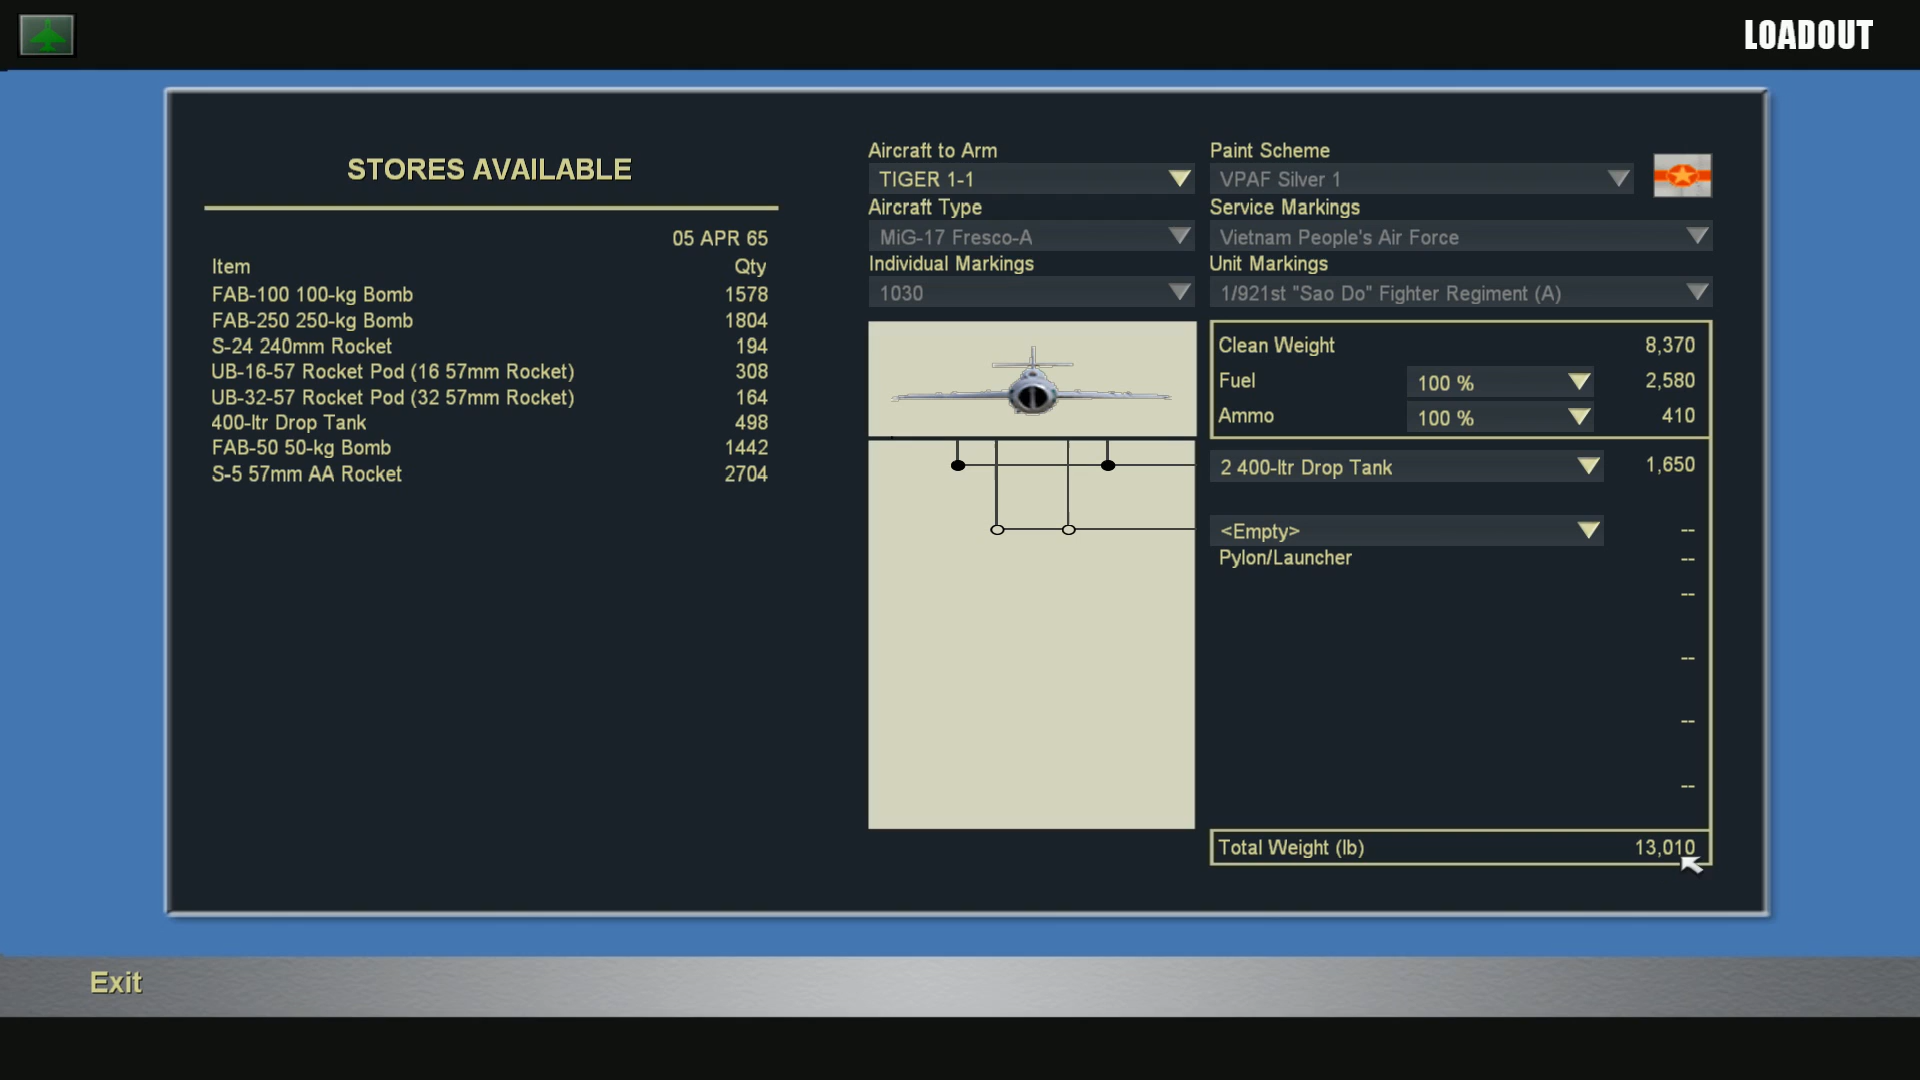 LOADOUT
STORES AVAILABLE
05 APR 65
Item Qty
FAB-100 100-kg Bomb 1578
FAB-250 250-kg Bomb 1804
S-24 240mm Rocket 194
UB-16-57 Rocket Pod (16 57mm Rocket) 308
UB-32-57 Rocket Pod (32 57mm Rocket) 164
400-ltr Drop Tank 498
FAB-50 50-kg Bomb 1442
S-5 57mm AA Rocket 2704
Aircraft to Arm
TIGER 1-1
Aircraft Type
MiG-17 Fresco-A
Individual Markings
1030
Paint Scheme
VPAF Silver 1
Service Markings
Vietnam People's Air Force
Unit Markings
1/921st "Sao Do" Fighter Regiment (A)
Clean Weight 8,370
Fuel 100 % 2,580
Ammo 100 % 410
2 400-ltr Drop Tank 1,650
<Empty> --
Pylon/Launcher --
--
--
--
--
Total Weight (lb) 13,010
Exit